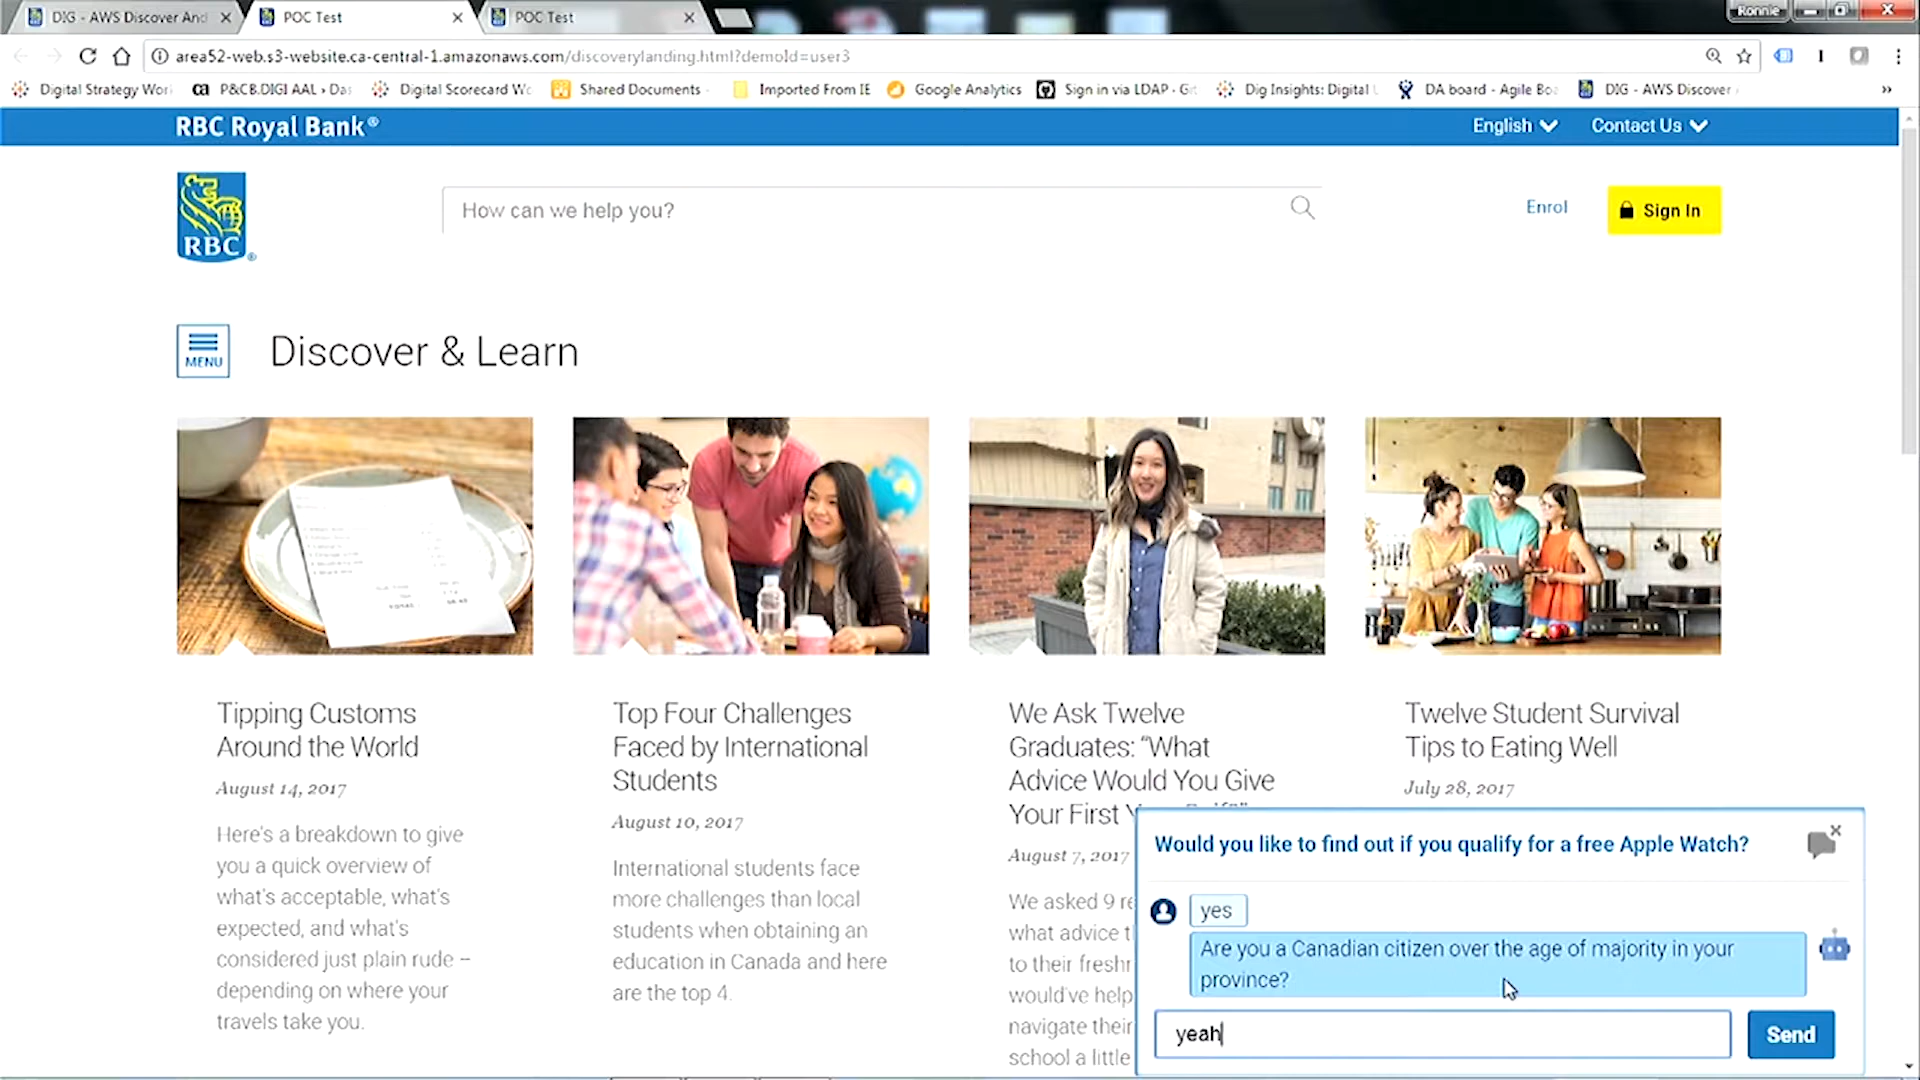 DIG - AWS Discover And
POC Test
POC Test
Ronnie
area52-web.s3-website.ca-central-1.amazonaws.com/discoverylanding.html?demoId=user3
Digital Strategy Wor
P&CB.DIGI AAL › Da
Digital Scorecard Wo
Shared Documents -
Imported From IE
Google Analytics
Sign in via LDAP · Git
Dig Insights: Digital
DA board - Agile Boa
DIG - AWS Discover
RBC Royal Bank®
English
Contact Us
RBC®
How can we help you?
Enrol
Sign In
MENU
Discover & Learn
Tipping Customs
Around the World
August 14, 2017
Here's a breakdown to give
you a quick overview of
what's acceptable, what's
expected, and what's
considered just plain rude –
depending on where your
travels take you.
Top Four Challenges
Faced by International
Students
August 10, 2017
International students face
more challenges than local
students when obtaining an
education in Canada and here
are the top 4.
We Ask Twelve
Graduates: “What
Advice Would You Give
Your First
August 7, 2017
We asked 9 re
what advice t
to their freshr
would've help
navigate their
school a little
Twelve Student Survival
Tips to Eating Well
July 28, 2017
Would you like to find out if you qualify for a free Apple Watch?
yes
Are you a Canadian citizen over the age of majority in your
province?
yeah
Send